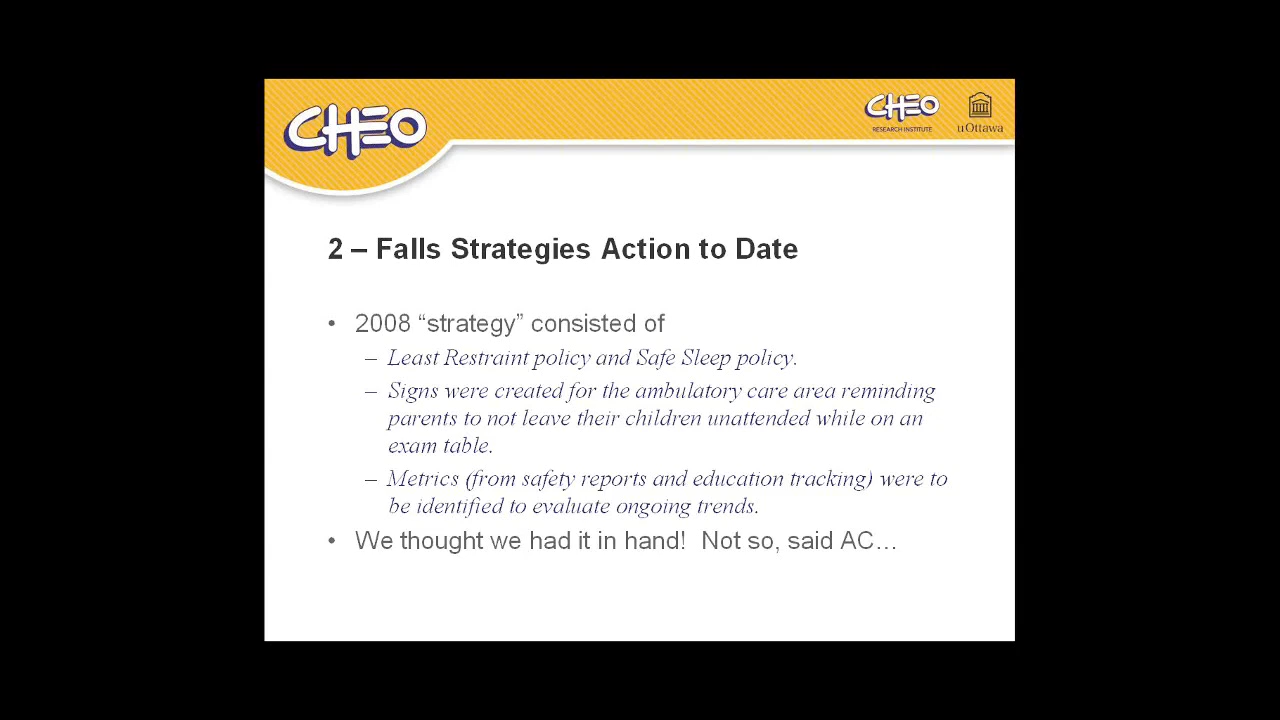 CHEO
CHEO
RESEARCH INSTITUTE
uOttawa
2 – Falls Strategies Action to Date
• 2008 “strategy” consisted of
– Least Restraint policy and Safe Sleep policy.
– Signs were created for the ambulatory care area reminding
parents to not leave their children unattended while on an
exam table.
– Metrics (from safety reports and education tracking) were to
be identified to evaluate ongoing trends.
• We thought we had it in hand!  Not so, said AC…